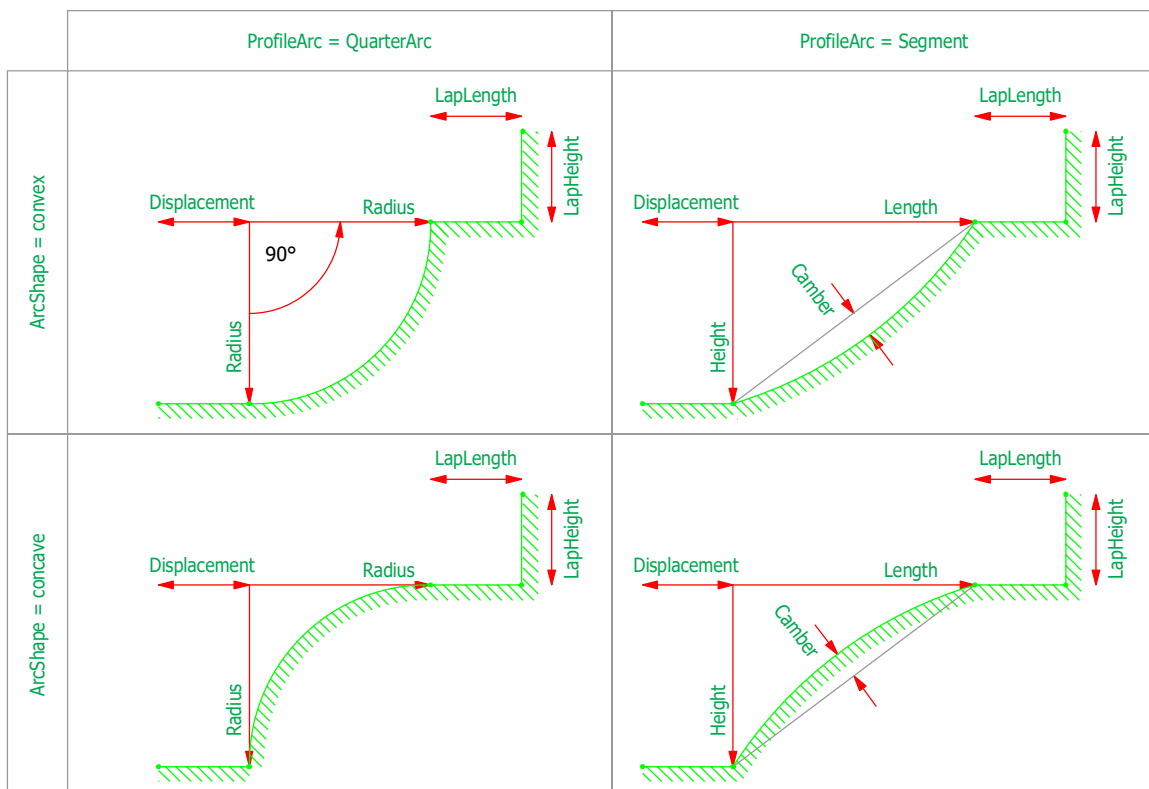 ProfileArc = QuarterArc
ProfileArc = Segment
ArcShape = convex
LapLength
LapHeight
Displacement
Radius
90°
Radius
LapLength
LapHeight
Displacement
Length
Camber
Height
ArcShape = concave
LapLength
LapHeight
Displacement
Radius
Radius
LapLength
LapHeight
Displacement
Length
Camber
Height